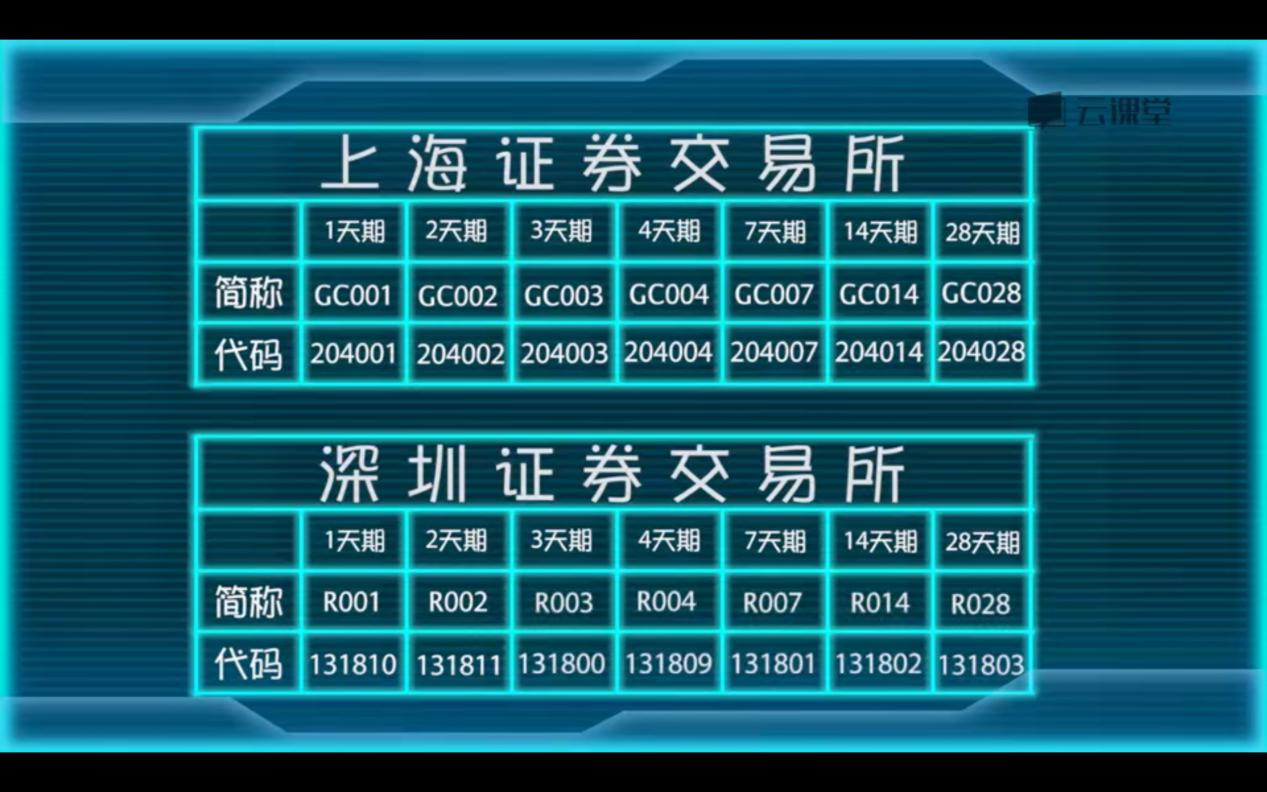 云课堂
上海证券交易所
1天期 2天期 3天期 4天期 7天期 14天期 28天期
简称 GC001 GC002 GC003 GC004 GC007 GC014 GC028
代码 204001 204002 204003 204004 204007 204014 204028
深圳证券交易所
1天期 2天期 3天期 4天期 7天期 14天期 28天期
简称 R001 R002 R003 R004 R007 R014 R028
代码 131810 131811 131800 131809 131801 131802 131803